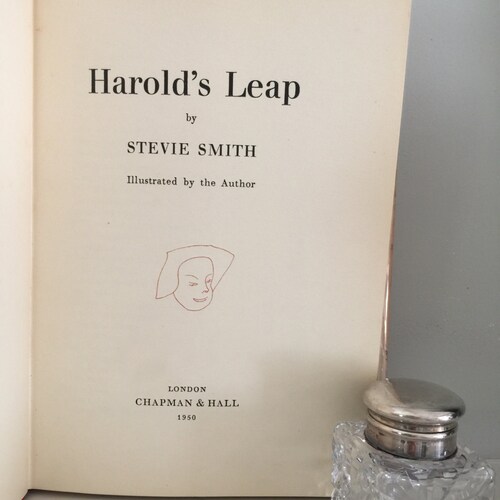 Harold's Leap
by
STEVIE SMITH
Illustrated by the Author
LONDON
CHAPMAN & HALL
1950